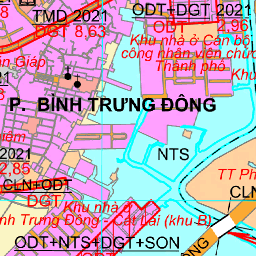 TMD 2021
DGT 8,63
ODT+DGT 2021
ODT 2,96
Khu nhà ở Cán bộ
công nhân viên chức
Thành phố
Giáp
Khu
P. BÌNH TRƯNG ĐÔNG
2021
2,85
CLN+ODT
DGT
NTS
TT
CLN
Khu nhà ở
Bình Trưng Đông - Cát Lái (khu B)
ODT+NTS+DGT+SON